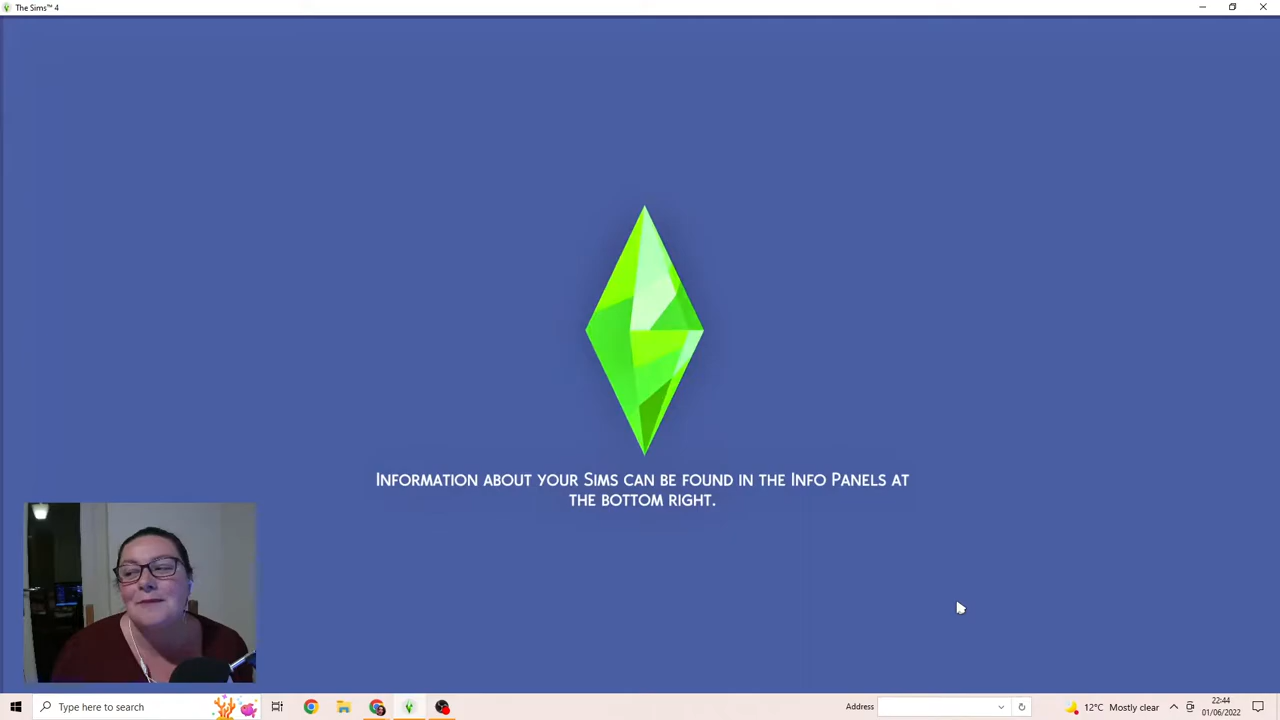 The Sims™ 4
INFORMATION ABOUT YOUR SIMS CAN BE FOUND IN THE INFO PANELS AT
THE BOTTOM RIGHT.
Type here to search
Address
12°C Mostly clear
22:44
01/06/2022